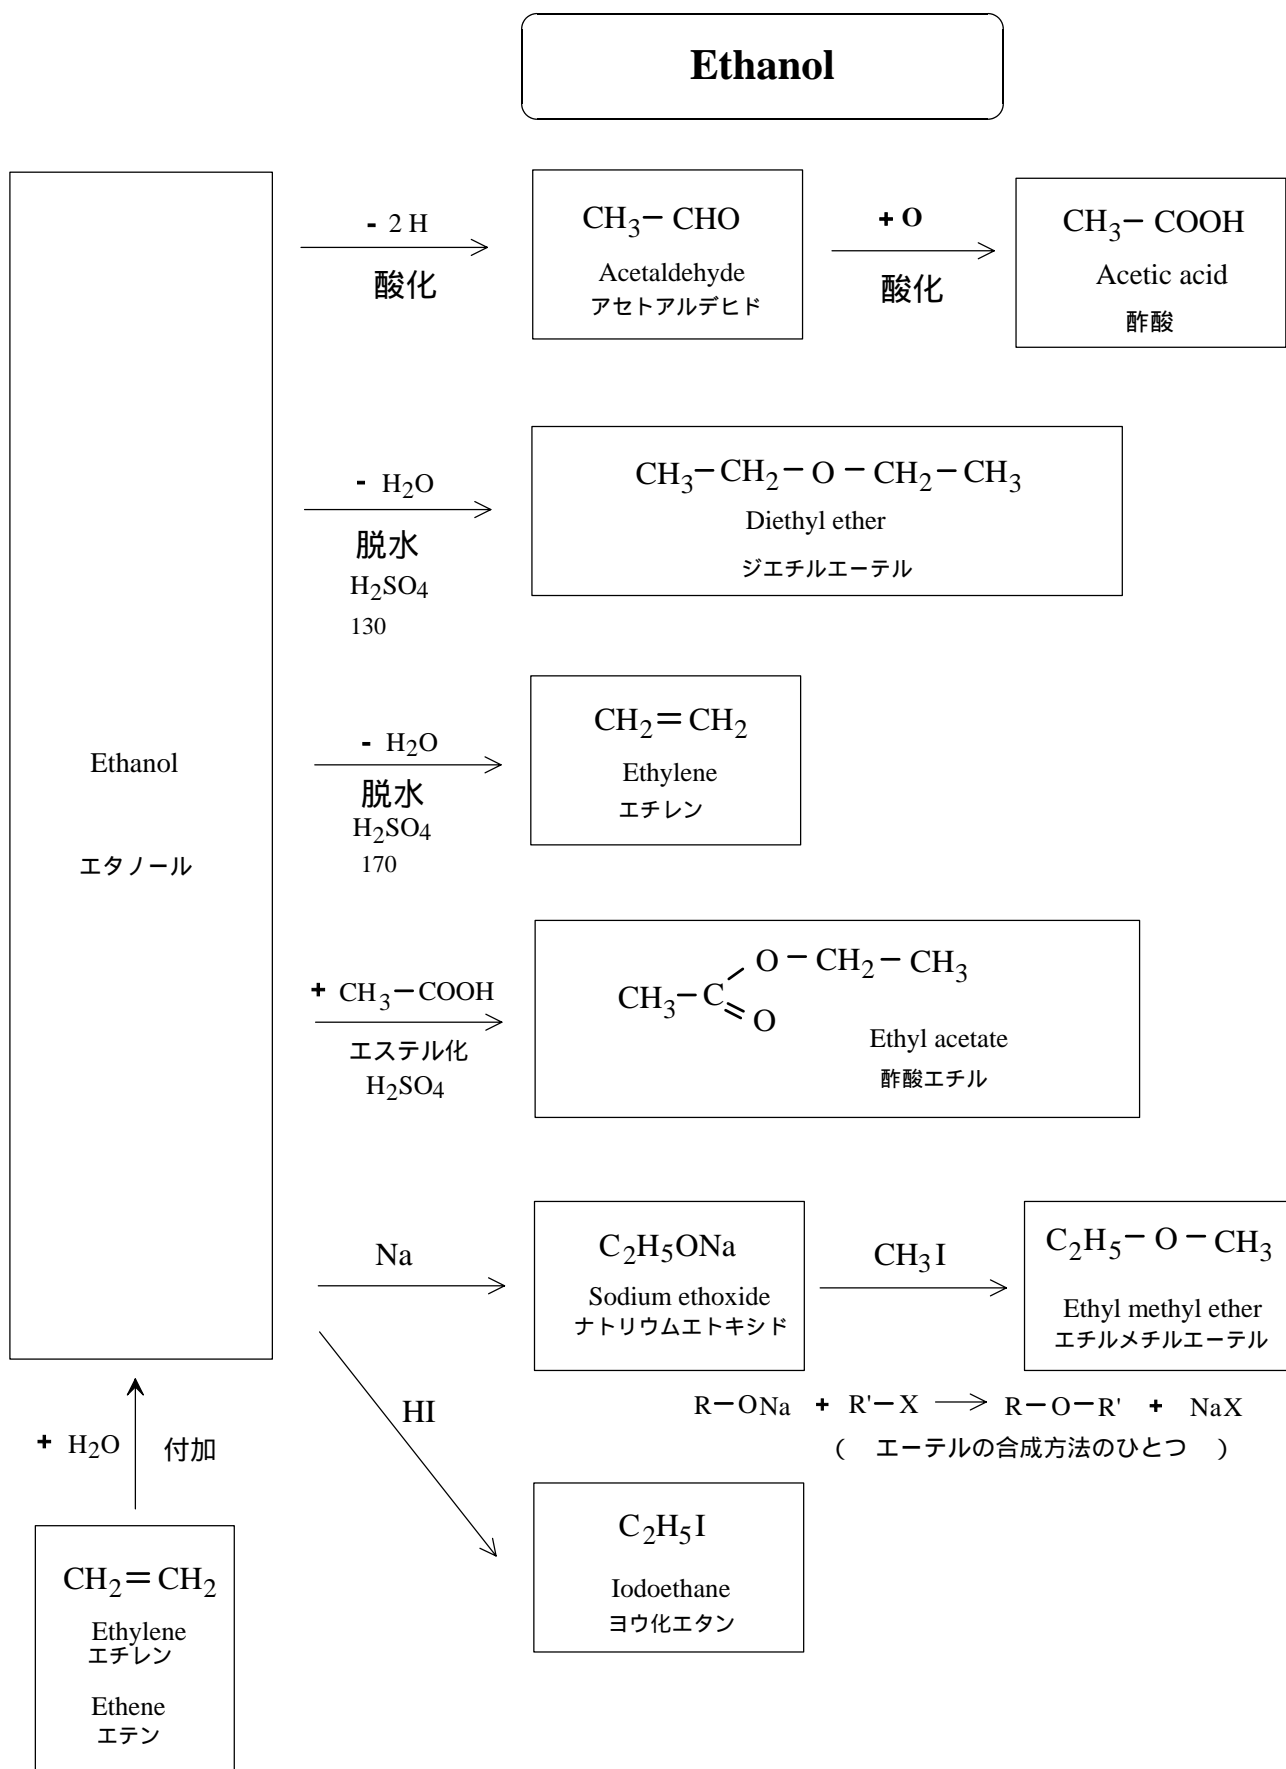 Ethanol
Ethanol
エタノール
- 2 H
酸化
CH₃－CHO
Acetaldehyde
アセトアルデヒド
+ O
酸化
CH₃－COOH
Acetic acid
酢酸
- H₂O
脱水
H₂SO₄
130
CH₃－CH₂－O－CH₂－CH₃
Diethyl ether
ジエチルエーテル
- H₂O
脱水
H₂SO₄
170
CH₂＝CH₂
Ethylene
エチレン
+ CH₃－COOH
エステル化
H₂SO₄
O－CH₂－CH₃
CH₃－C
O
Ethyl acetate
酢酸エチル
Na
C₂H₅ONa
Sodium ethoxide
ナトリウムエトキシド
CH₃I
C₂H₅－O－CH₃
Ethyl methyl ether
エチルメチルエーテル
R－ONa + R'－X → R－O－R' + NaX
( エーテルの合成方法のひとつ )
HI
C₂H₅I
Iodoethane
ヨウ化エタン
+ H₂O 付加
CH₂＝CH₂
Ethylene
エチレン
Ethene
エテン